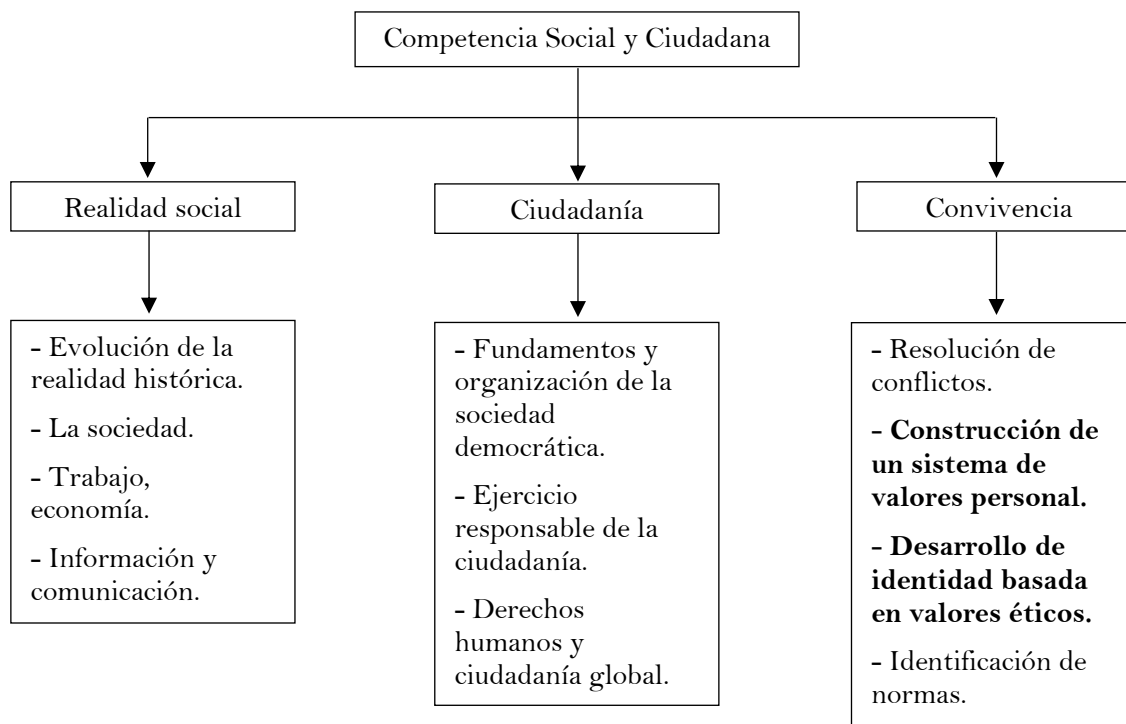 Competencia Social y Ciudadana
Realidad social
Ciudadanía
Convivencia
- Evolución de la
realidad histórica.
- La sociedad.
- Trabajo,
economía.
- Información y
comunicación.
- Fundamentos y
organización de la
sociedad
democrática.
- Ejercicio
responsable de la
ciudadanía.
- Derechos
humanos y
ciudadanía global.
- Resolución de
conflictos.
- Construcción de
un sistema de
valores personal.
- Desarrollo de
identidad basada
en valores éticos.
- Identificación de
normas.